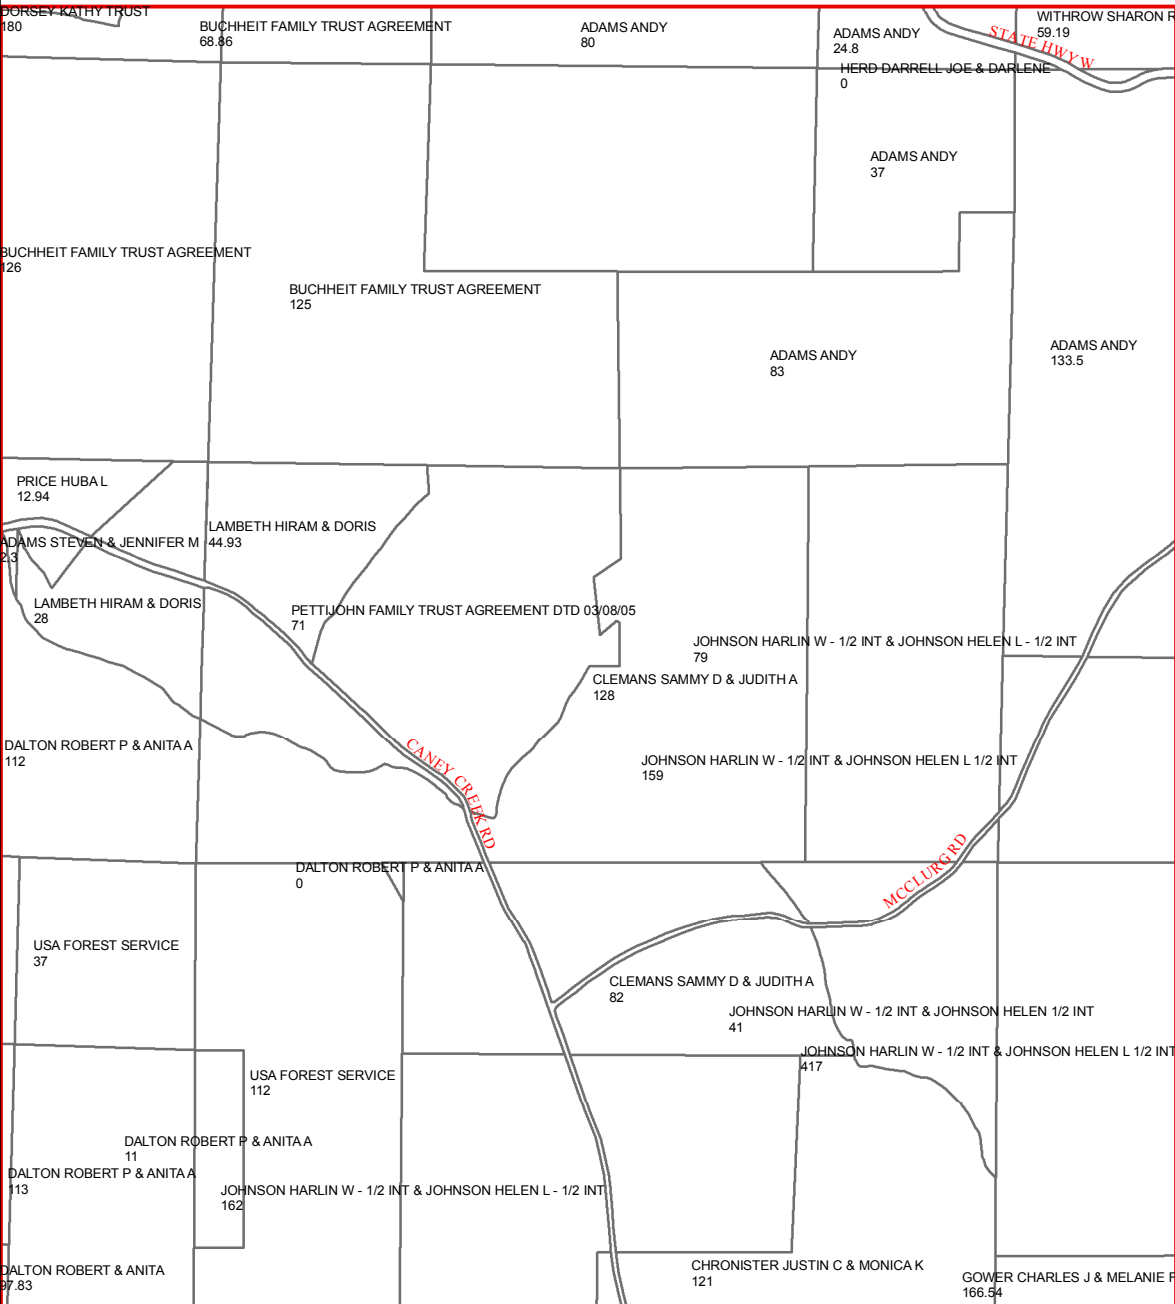 DORSEY KATHY TRUST
180
BUCHHEIT FAMILY TRUST AGREEMENT
68.86
ADAMS ANDY
80
ADAMS ANDY
24.8
WITHROW SHARON R
59.19
STATE HWY W
HERD DARRELL JOE & DARLENE
0
ADAMS ANDY
37
BUCHHEIT FAMILY TRUST AGREEMENT
126
BUCHHEIT FAMILY TRUST AGREEMENT
125
ADAMS ANDY
83
ADAMS ANDY
133.5
PRICE HUBA L
12.94
LAMBETH HIRAM & DORIS
44.93
ADAMS STEVEN & JENNIFER M
2.3
LAMBETH HIRAM & DORIS
28
PETTIJOHN FAMILY TRUST AGREEMENT DTD 03/08/05
71
JOHNSON HARLIN W - 1/2 INT & JOHNSON HELEN L - 1/2 INT
79
CLEMANS SAMMY D & JUDITH A
128
DALTON ROBERT P & ANITA A
112
CANEY CREEK RD
JOHNSON HARLIN W - 1/2 INT & JOHNSON HELEN L 1/2 INT
159
MCCLURG RD
DALTON ROBERT P & ANITA A
0
USA FOREST SERVICE
37
CLEMANS SAMMY D & JUDITH A
82
JOHNSON HARLIN W - 1/2 INT & JOHNSON HELEN 1/2 INT
41
JOHNSON HARLIN W - 1/2 INT & JOHNSON HELEN L 1/2 INT
417
USA FOREST SERVICE
112
DALTON ROBERT P & ANITA A
11
DALTON ROBERT P & ANITA A
113
JOHNSON HARLIN W - 1/2 INT & JOHNSON HELEN L - 1/2 INT
162
DALTON ROBERT & ANITA
97.83
CHRONISTER JUSTIN C & MONICA K
121
GOWER CHARLES J & MELANIE F
166.54